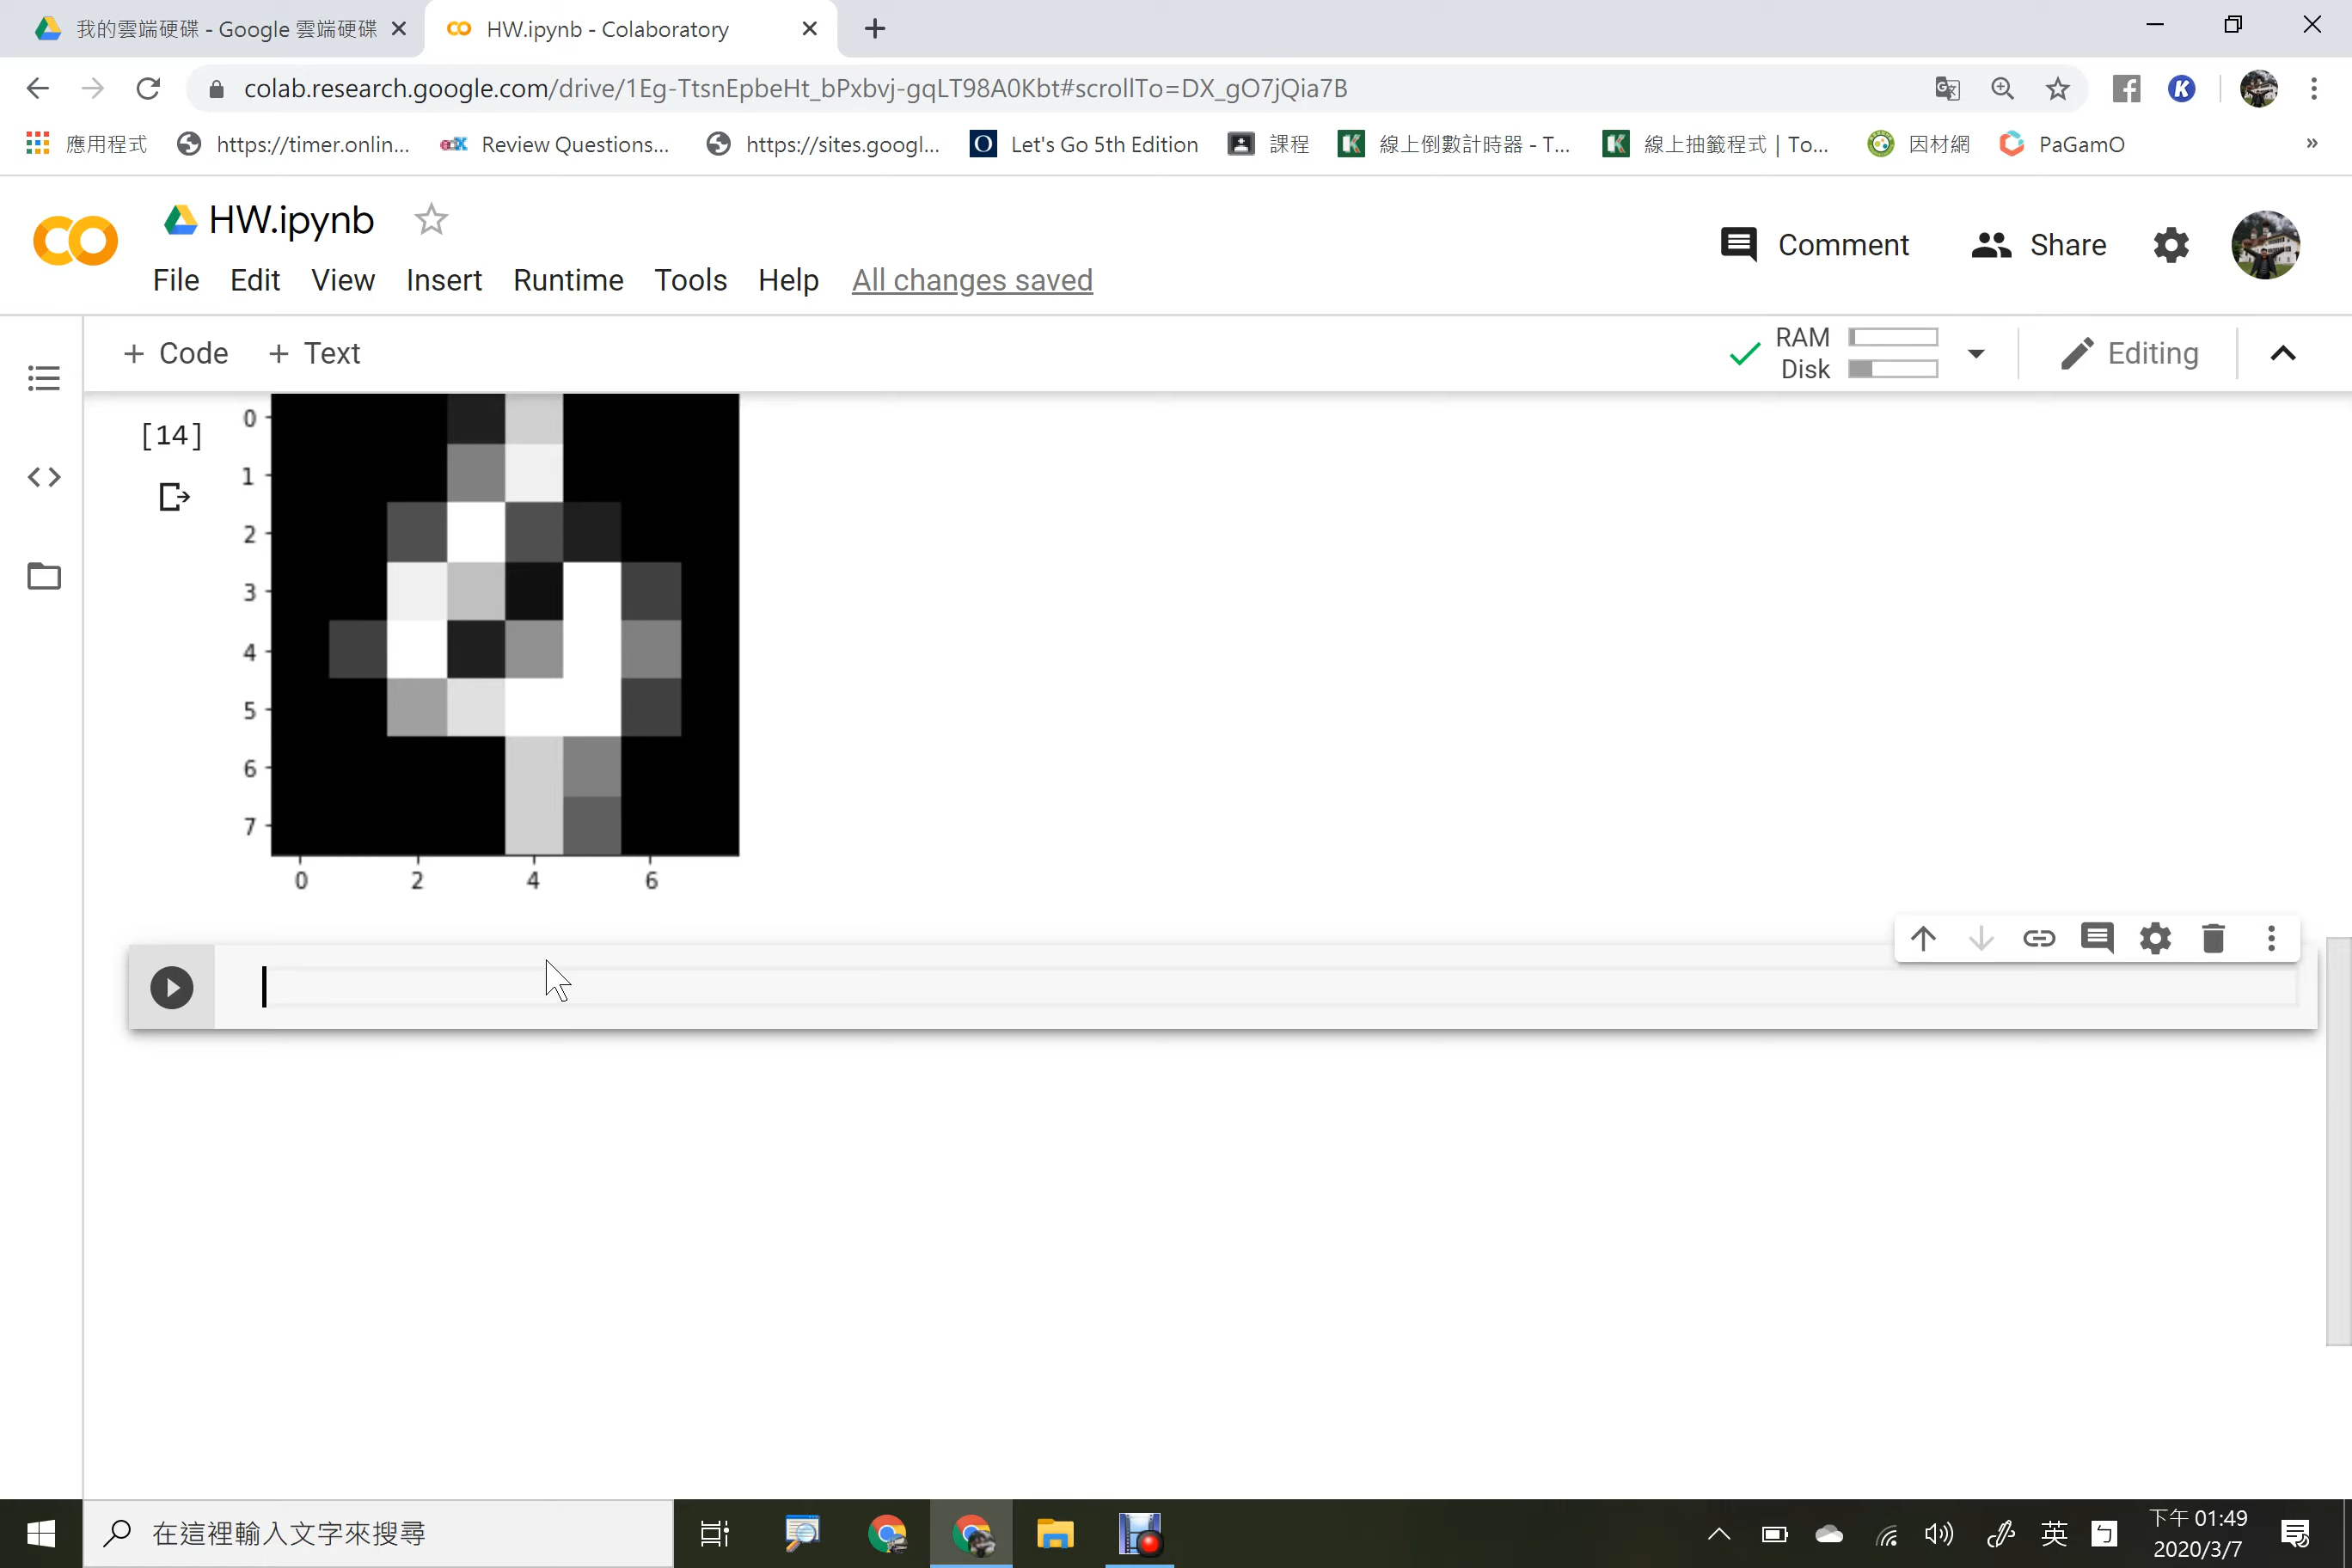 我的雲端硬碟 - Google 雲端硬碟
HW.ipynb - Colaboratory
colab.research.google.com/drive/1Eg-TtsnEpbeHt_bPxbvj-gqLT98A0Kbt#scrollTo=DX_gO7jQia7B
應用程式
https://timer.onlin...
edX
Review Questions...
https://sites.googl...
Let's Go 5th Edition
課程
線上倒數計時器 - T...
線上抽籤程式 | To...
因材網
PaGamO
»
HW.ipynb
Comment
Share
File
Edit
View
Insert
Runtime
Tools
Help
All changes saved
+ Code
+ Text
RAM
Disk
Editing
[14]
0
1
2
3
4
5
6
7
0
2
4
6
在這裡輸入文字來搜尋
英
ㄅ
下午 01:49
2020/3/7